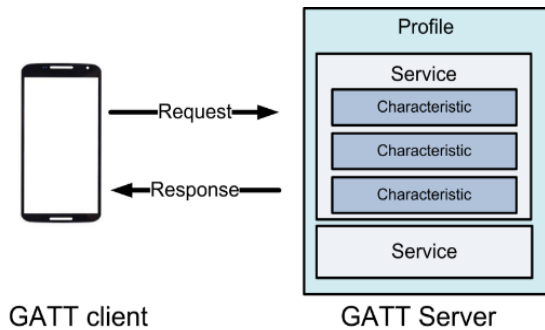 Profile
Service
Characteristic
Request
Characteristic
Response
Characteristic
Service
GATT client
GATT Server